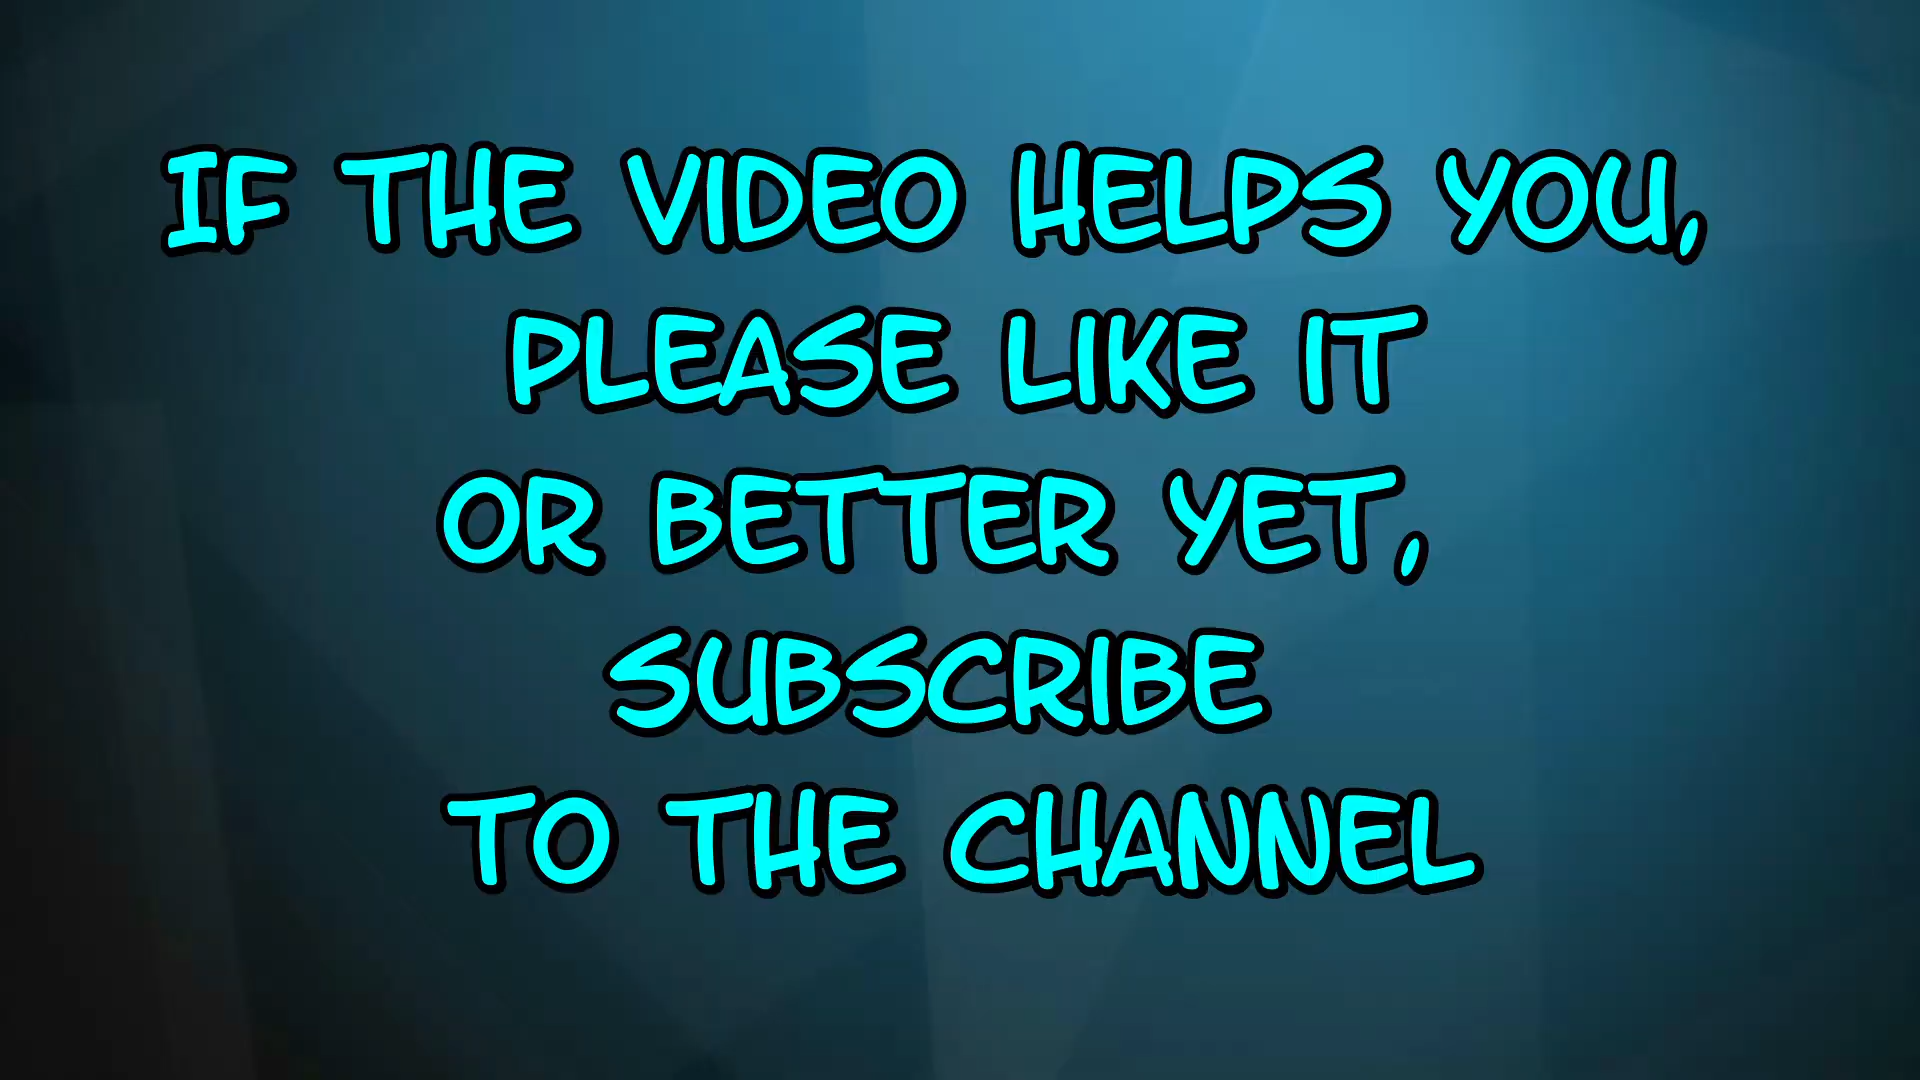 IF THE VIDEO HELPS YOU,
PLEASE LIKE IT
OR BETTER YET,
SUBSCRIBE
TO THE CHANNEL